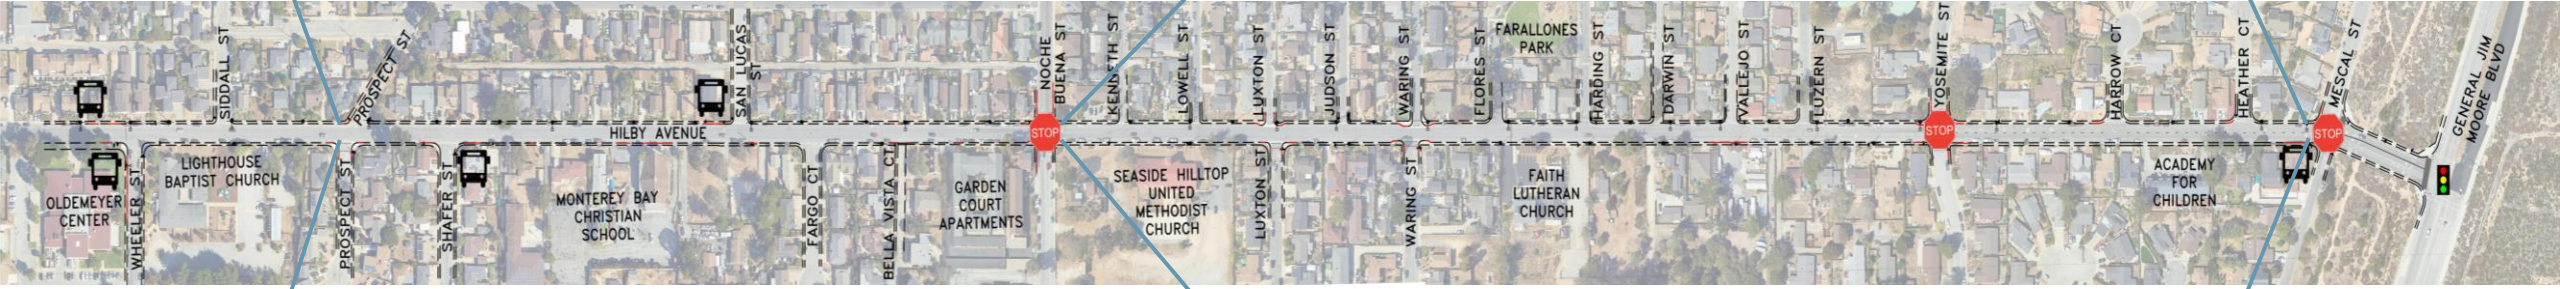 SIDDALL ST
PROSPECT ST
SAN LUCAS
ST
NOCHE
BUENA ST
KENNETH ST
LOWELL ST
LUXTON ST
JUDSON ST
WARING ST
FLORES ST
FARALLONES
PARK
HARDING ST
DARWIN ST
VALLEJO ST
LUZERN ST
YOSEMITE ST
HARROW CT
HEATHER CT
MESCAL ST
GENERAL JIM
MOORE BLVD
HILBY AVENUE
STOP
STOP
STOP
OLDEMEYER
CENTER
WHEELER ST
LIGHTHOUSE
BAPTIST CHURCH
PROSPECT ST
SHAFER ST
MONTEREY BAY
CHRISTIAN
SCHOOL
FARGO CT
BELLA VISTA CT
GARDEN
COURT
APARTMENTS
SEASIDE HILLTOP
UNITED
METHODIST
CHURCH
LUXTON ST
WARING ST
FAITH
LUTHERAN
CHURCH
ACADEMY
FOR
CHILDREN